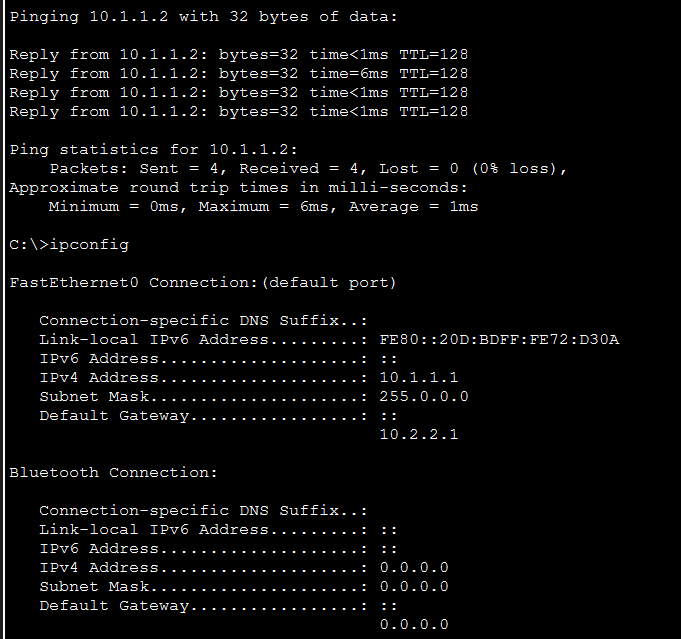 Pinging 10.1.1.2 with 32 bytes of data:
Reply from 10.1.1.2: bytes=32 time<1ms TTL=128
Reply from 10.1.1.2: bytes=32 time=6ms TTL=128
Reply from 10.1.1.2: bytes=32 time<1ms TTL=128
Reply from 10.1.1.2: bytes=32 time<1ms TTL=128
Ping statistics for 10.1.1.2:
Packets: Sent = 4, Received = 4, Lost = 0 (0% loss),
Approximate round trip times in milli-seconds:
Minimum = 0ms, Maximum = 6ms, Average = 1ms
C:\>ipconfig
FastEthernet0 Connection:(default port)
Connection-specific DNS Suffix..:
Link-local IPv6 Address.........: FE80::20D:BDFF:FE72:D30A
IPv6 Address....................: ::
IPv4 Address....................: 10.1.1.1
Subnet Mask.....................: 255.0.0.0
Default Gateway.................: ::
10.2.2.1
Bluetooth Connection:
Connection-specific DNS Suffix..:
Link-local IPv6 Address.........: ::
IPv6 Address....................: ::
IPv4 Address....................: 0.0.0.0
Subnet Mask.....................: 0.0.0.0
Default Gateway.................: ::
0.0.0.0